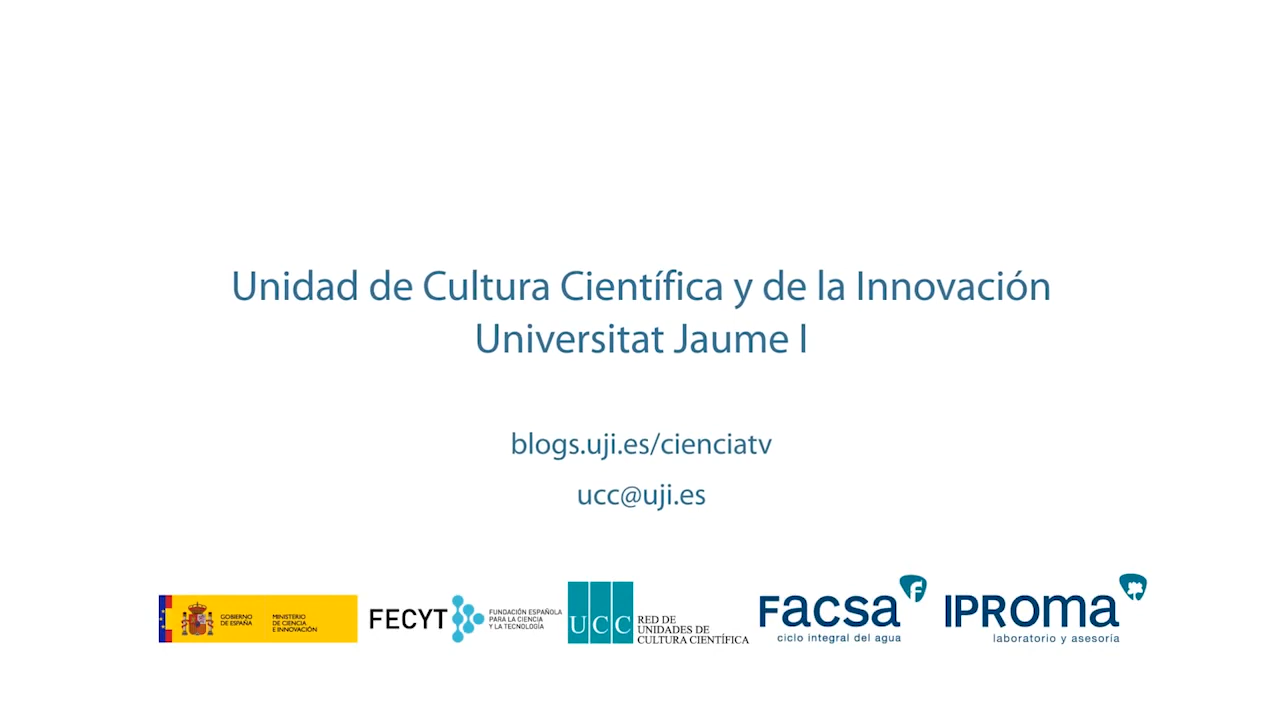 Unidad de Cultura Científica y de la Innovación
Universitat Jaume I
blogs.uji.es/cienciatv
ucc@uji.es
GOBIERNO
DE ESPAÑA
MINISTERIO
DE CIENCIA
E INNOVACIÓN
FECYT
FUNDACIÓN ESPAÑOLA
PARA LA CIENCIA
Y LA TECNOLOGÍA
UCC
RED DE
UNIDADES DE
CULTURA CIENTÍFICA
FACSA
ciclo integral del agua
IPROMA
laboratorio y asesoría